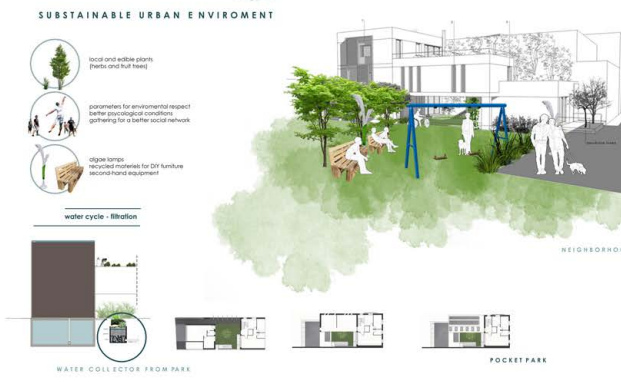 SUBSTAINABLE URBAN ENVIROMENT
local and edible plants
(herbs and fruit trees)
parameters for enviromental respect
better psycological conditions
gathering for a better social network
algae lamps
recycled materiels for DIY furniture
second-hand equipment
water cycle - filtration
NEIGHBORHO
WATER COLLECTOR FROM PARK
POCKET PARK